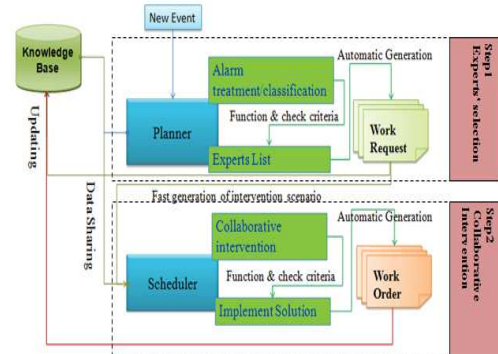 New Event
Knowledge
Base
Automatic Generation
Alarm
treatment/classification
Step1
Experts' selection
Function & check criteria
Planner
Work
Request
Experts List
Updating
Data Sharing
Fast generation of intervention scenario
Automatic Generation
Collaborative
intervention
Step2
Collaborative
Intervention
Function & check criteria
Scheduler
Work
Order
Implement Solution